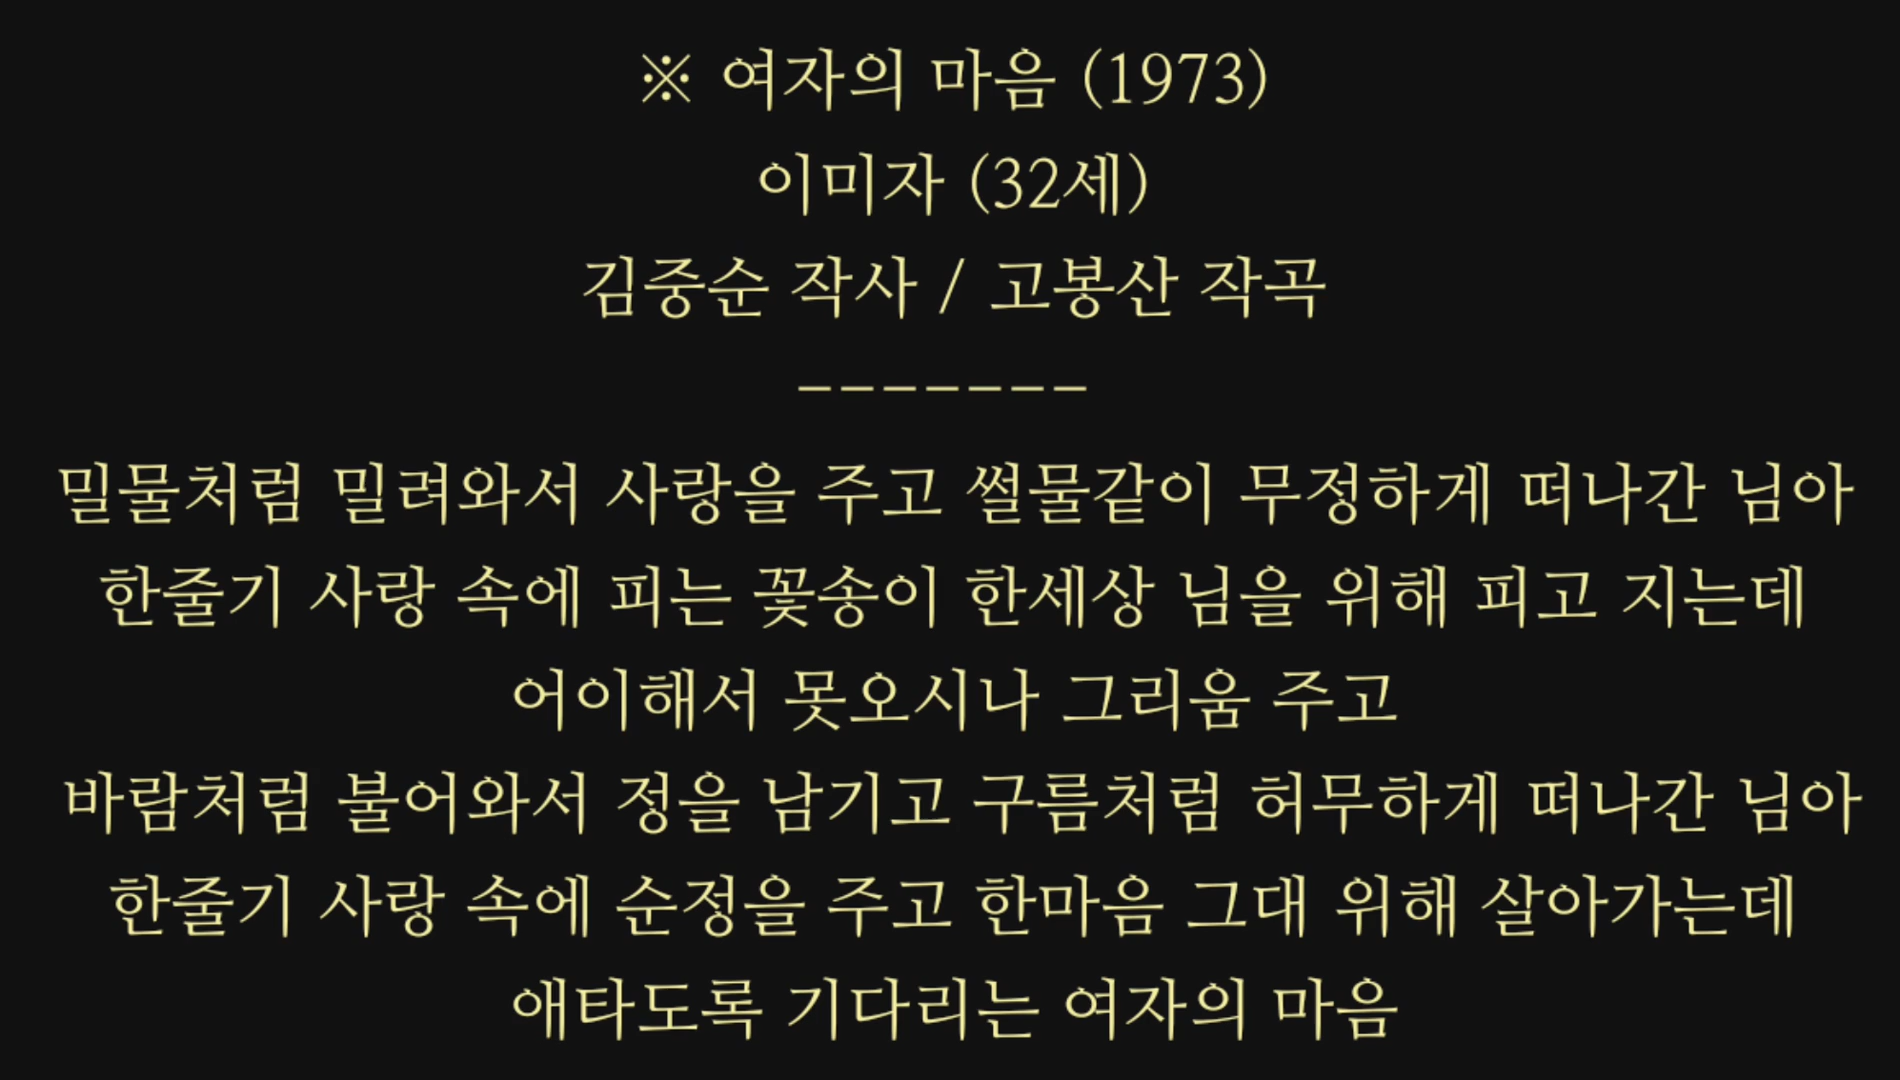 ※ 여자의 마음 (1973)
이미자 (32세)
김중순 작사 / 고봉산 작곡
-------
밀물처럼 밀려와서 사랑을 주고 썰물같이 무정하게 떠나간 님아
한줄기 사랑 속에 피는 꽃송이 한세상 님을 위해 피고 지는데
어이해서 못오시나 그리움 주고
바람처럼 불어와서 정을 남기고 구름처럼 허무하게 떠나간 님아
한줄기 사랑 속에 순정을 주고 한마음 그대 위해 살아가는데
애타도록 기다리는 여자의 마음